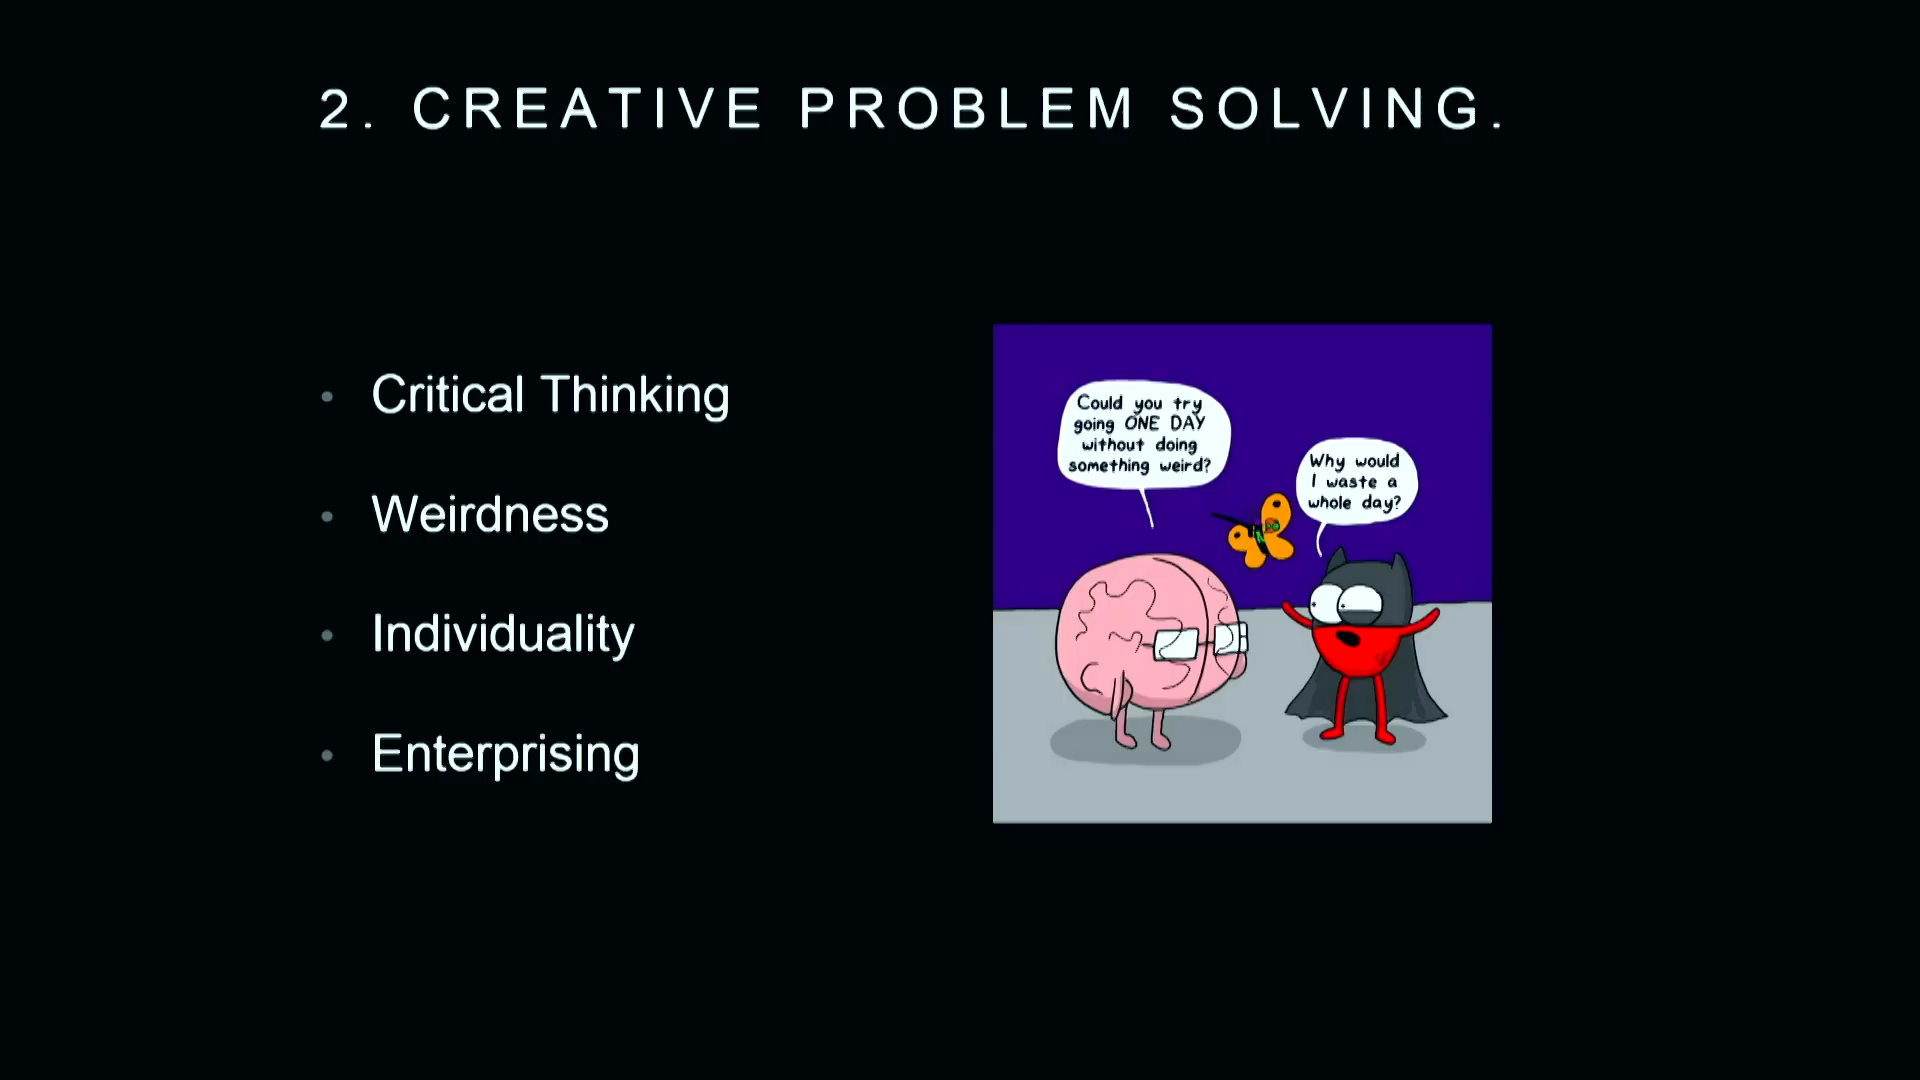 2. CREATIVE PROBLEM SOLVING.
• Critical Thinking
• Weirdness
• Individuality
• Enterprising
Could you try
going ONE DAY
without doing
something weird?
Why would
I waste a
whole day?